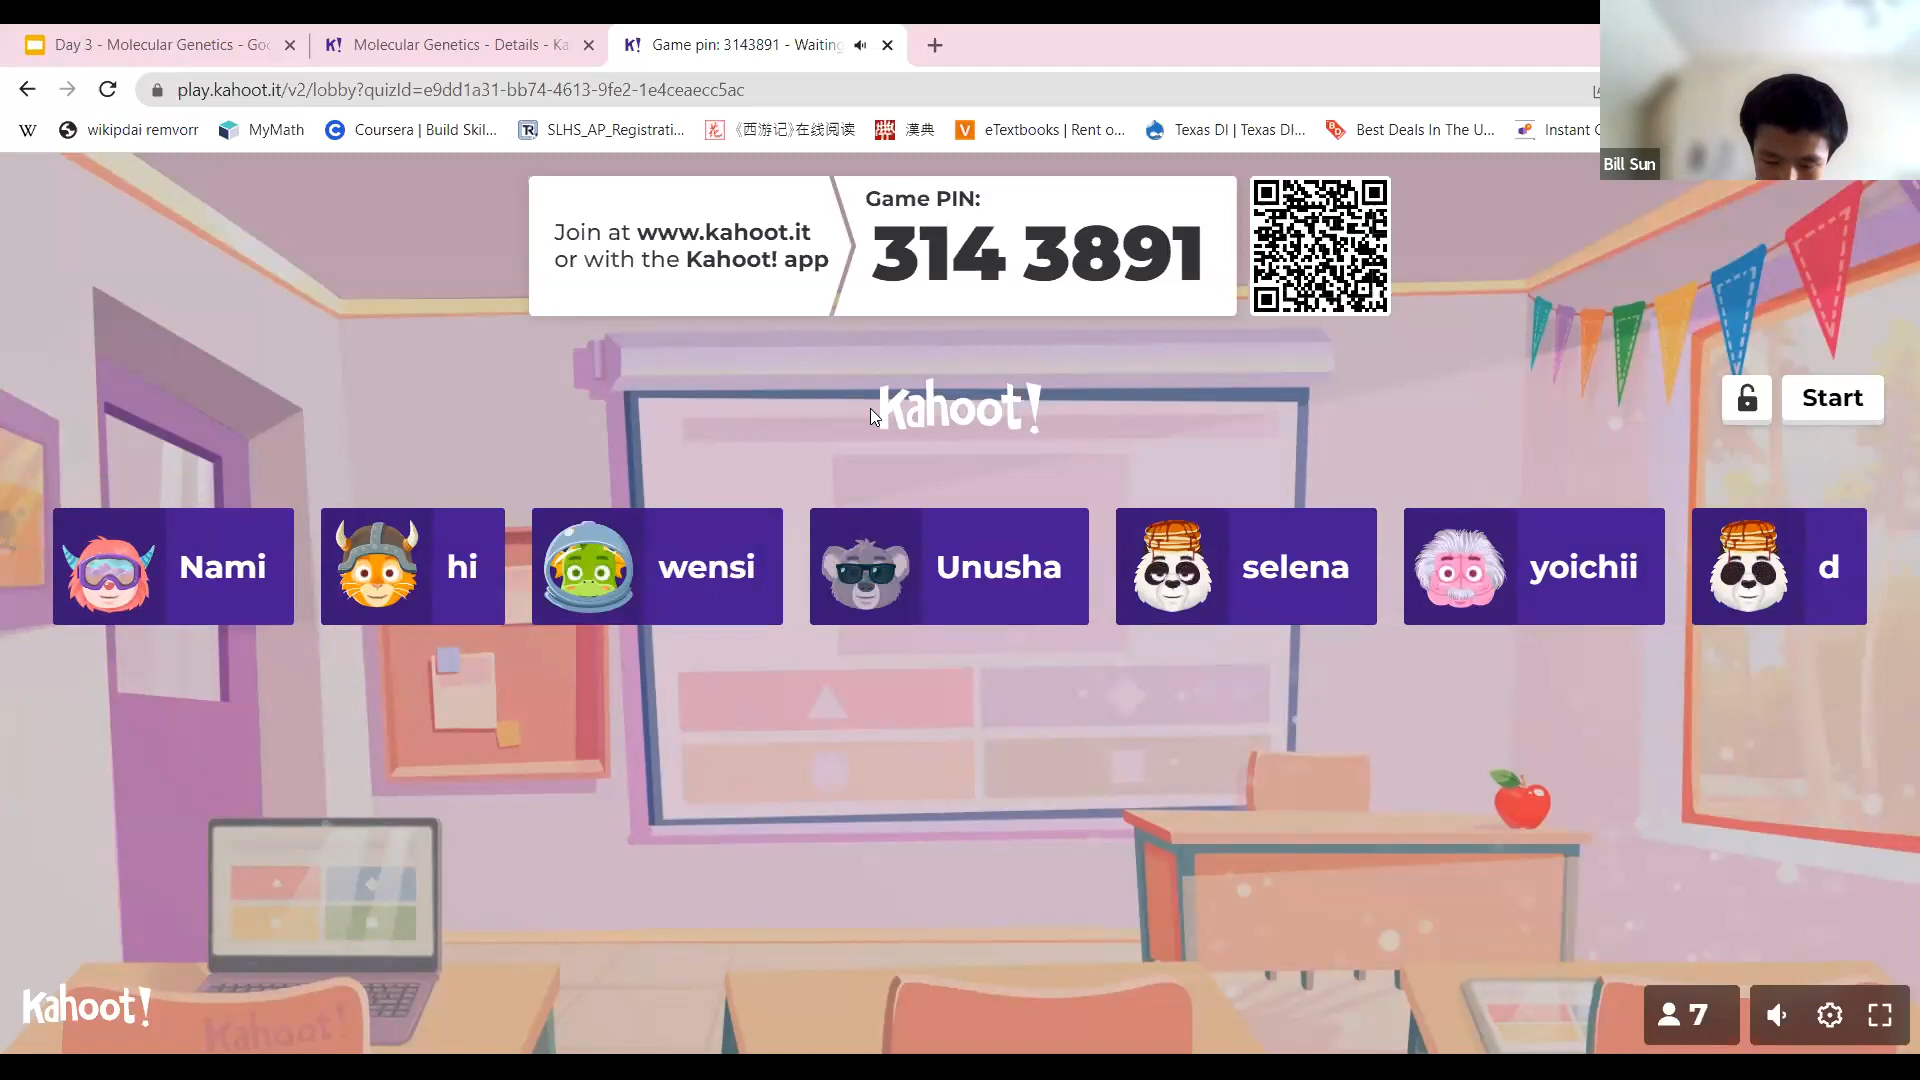 Day 3 - Molecular Genetics - Goo
Molecular Genetics - Details - Ka
Game pin: 3143891 - Waiting
play.kahoot.it/v2/lobby?quizId=e9dd1a31-bb74-4613-9fe2-1e4ceaecc5ac
W
wikipdai remvorr
MyMath
Coursera | Build Skil...
SLHS_AP_Registrati...
《西游记》在线阅读
漢典
eTextbooks | Rent o...
Texas DI | Texas DI...
Best Deals In The U...
Instant
Bill Sun
Join at www.kahoot.it
or with the Kahoot! app
Game PIN:
314 3891
Kahoot!
Start
Nami
hi
wensi
Unusha
selena
yoichii
d
Kahoot!
Kahoot!
7